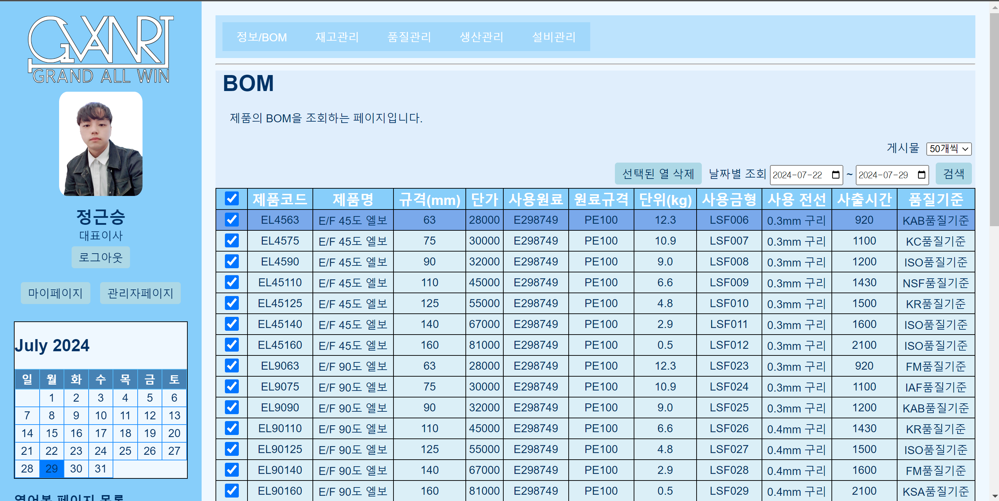 GVANRT
GRAND ALL WIN
정근승
대표이사
로그아웃
마이페이지 관리자페이지
July 2024
일 월 화 수 목 금 토
1 2 3 4 5 6
7 8 9 10 11 12 13
14 15 16 17 18 19 20
21 22 23 24 25 26 27
28 29 30 31
정보/BOM 재고관리 품질관리 생산관리 설비관리
BOM
제품의 BOM을 조회하는 페이지입니다.
게시물 50개씩
선택된 열 삭제 날짜별 조회 2024-07-22 ~ 2024-07-29 검색
제품코드 제품명 규격(mm) 단가 사용원료 원료규격 단위(kg) 사용금형 사용 전선 사출시간 품질기준
EL4563 E/F 45도 엘보 63 28000 E298749 PE100 12.3 LSF006 0.3mm 구리 920 KAB품질기준
EL4575 E/F 45도 엘보 75 30000 E298749 PE100 10.9 LSF007 0.3mm 구리 1100 KC품질기준
EL4590 E/F 45도 엘보 90 32000 E298749 PE100 9.0 LSF008 0.3mm 구리 1200 ISO품질기준
EL45110 E/F 45도 엘보 110 45000 E298749 PE100 6.6 LSF009 0.3mm 구리 1430 NSF품질기준
EL45125 E/F 45도 엘보 125 55000 E298749 PE100 4.8 LSF010 0.3mm 구리 1500 KR품질기준
EL45140 E/F 45도 엘보 140 67000 E298749 PE100 2.9 LSF011 0.3mm 구리 1600 ISO품질기준
EL45160 E/F 45도 엘보 160 81000 E298749 PE100 0.5 LSF012 0.3mm 구리 2100 ISO품질기준
EL9063 E/F 90도 엘보 63 28000 E298749 PE100 12.3 LSF023 0.3mm 구리 920 FM품질기준
EL9075 E/F 90도 엘보 75 30000 E298749 PE100 10.9 LSF024 0.3mm 구리 1100 IAF품질기준
EL9090 E/F 90도 엘보 90 32000 E298749 PE100 9.0 LSF025 0.3mm 구리 1200 KAB품질기준
EL90110 E/F 90도 엘보 110 45000 E298749 PE100 6.6 LSF026 0.4mm 구리 1430 KR품질기준
EL90125 E/F 90도 엘보 125 55000 E298749 PE100 4.8 LSF027 0.4mm 구리 1500 ISO품질기준
EL90140 E/F 90도 엘보 140 67000 E298749 PE100 2.9 LSF028 0.4mm 구리 1600 FM품질기준
EL90160 E/F 90도 엘보 160 81000 E298749 PE100 0.5 LSF029 0.4mm 구리 2100 KSA품질기준